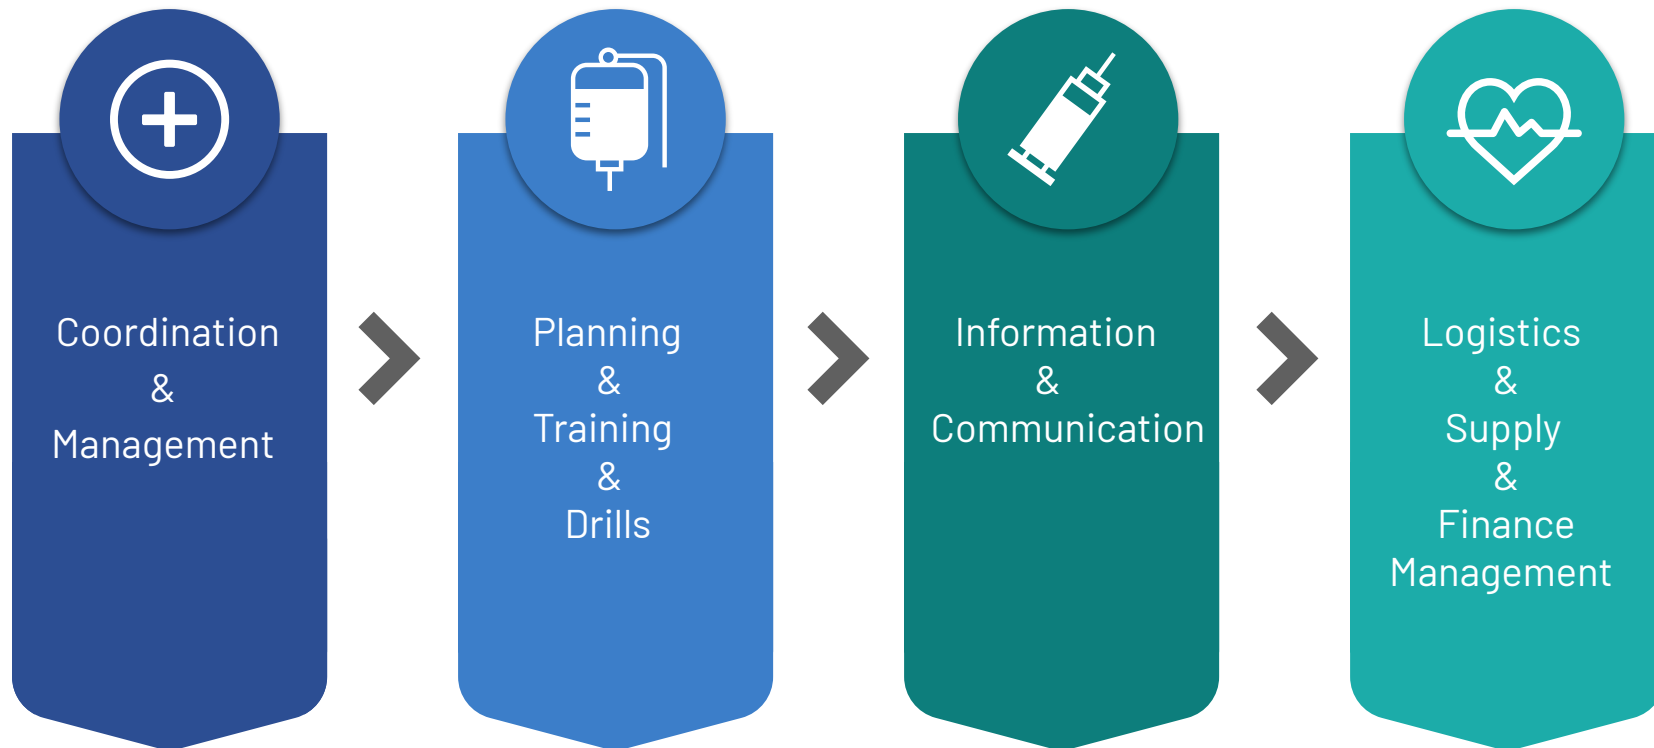 Coordination
&
Management
Planning
&
Training
&
Drills
Information
&
Communication
Logistics
&
Supply
&
Finance
Management